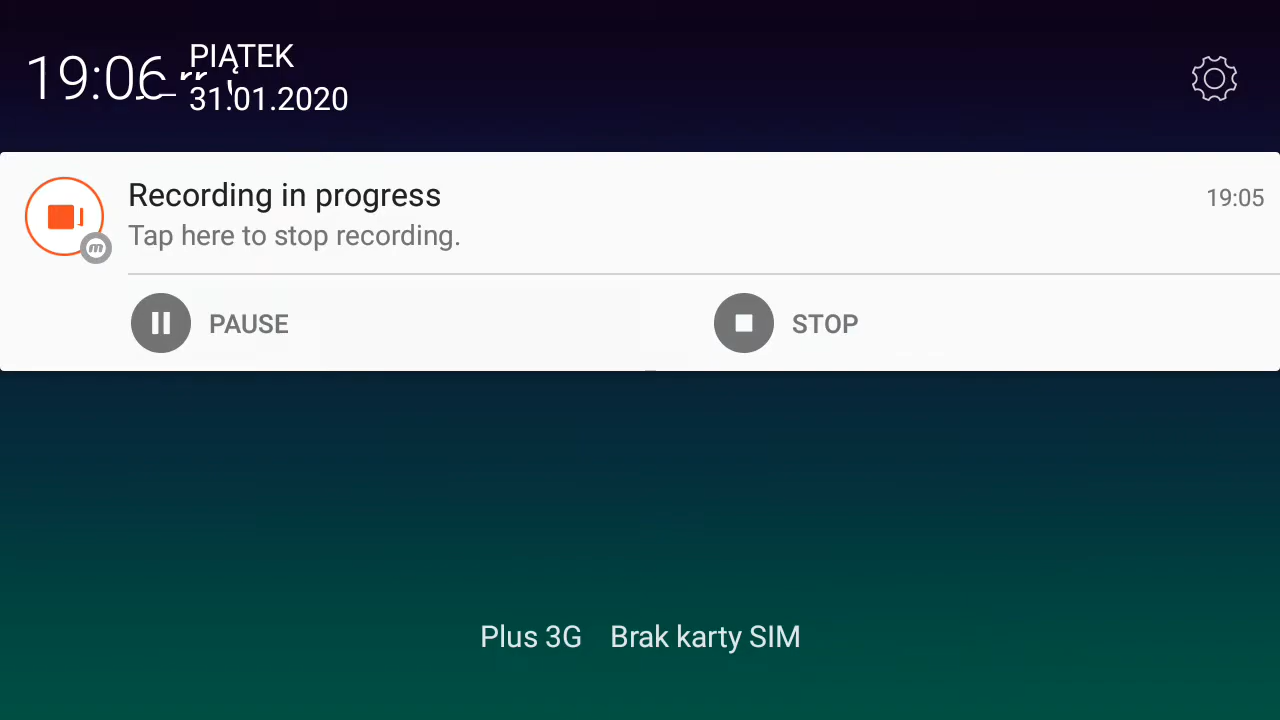 19:06
PIĄTEK
31.01.2020
Recording in progress
19:05
Tap here to stop recording.
m
PAUSE
STOP
Plus 3G
Brak karty SIM